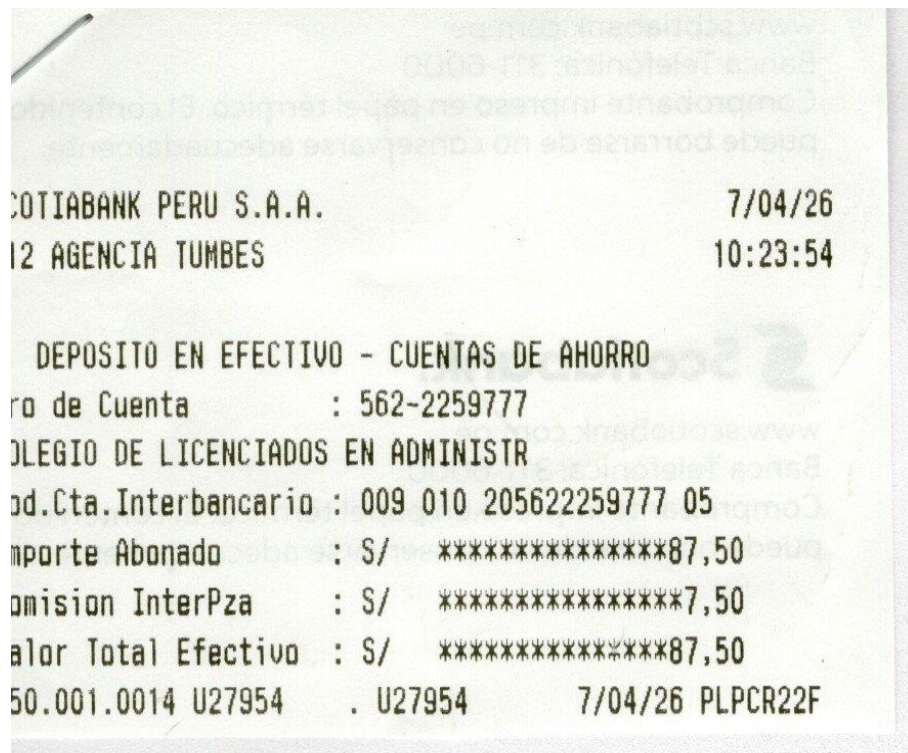 COTIABANK PERU S.A.A. 7/04/26
12 AGENCIA TUMBES 10:23:54
DEPOSITO EN EFECTIVO - CUENTAS DE AHORRO
ro de Cuenta : 562-2259777
OLEGIO DE LICENCIADOS EN ADMINISTR
od.Cta.Interbancario : 009 010 205622259777 05
mporte Abonado : S/ ***************87,50
omision InterPza : S/ ****************7,50
alor Total Efectivo : S/ ***************87,50
50.001.0014 U27954 . U27954 7/04/26 PLPCR22F